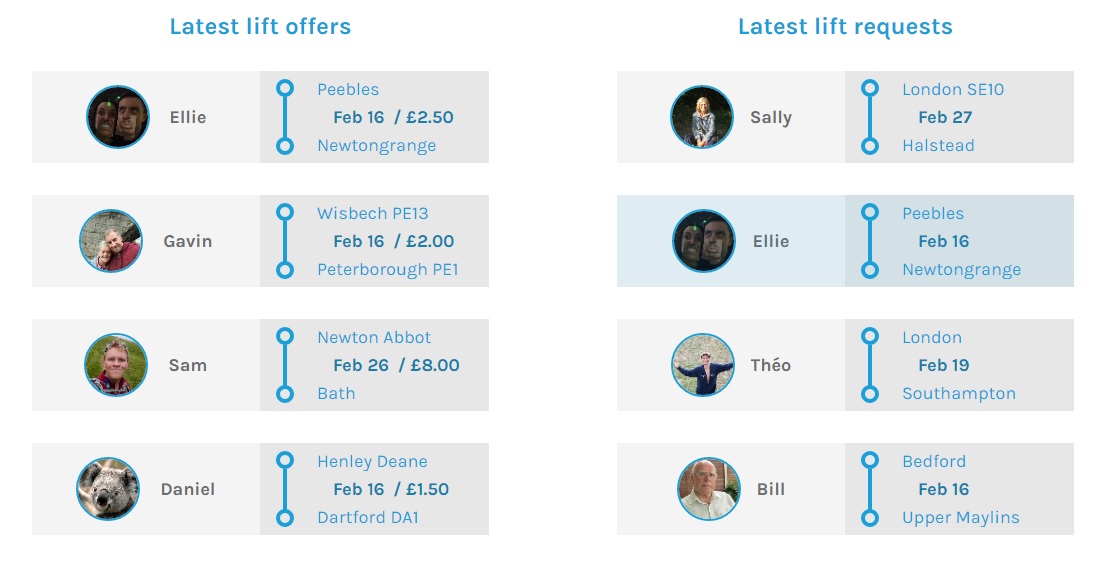 Latest lift offers
Ellie
Peebles
Feb 16 / £2.50
Newtongrange
Gavin
Wisbech PE13
Feb 16 / £2.00
Peterborough PE1
Sam
Newton Abbot
Feb 26 / £8.00
Bath
Daniel
Henley Deane
Feb 16 / £1.50
Dartford DA1
Latest lift requests
Sally
London SE10
Feb 27
Halstead
Ellie
Peebles
Feb 16
Newtongrange
Théo
London
Feb 19
Southampton
Bill
Bedford
Feb 16
Upper Maylins